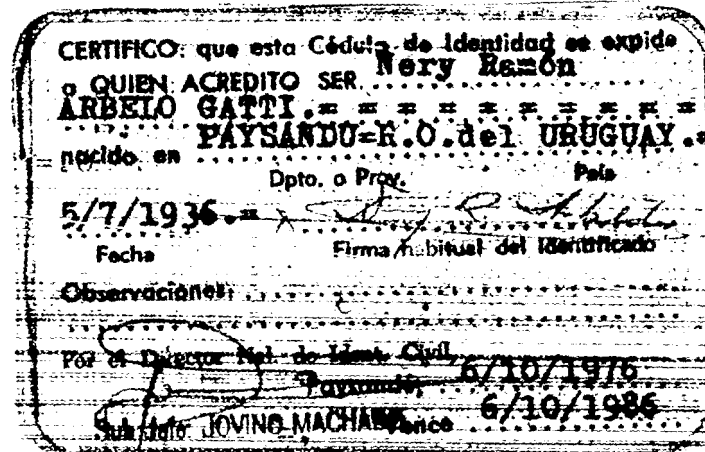 CERTIFICO: que esta Cédula de Identidad se expide
a QUIEN ACREDITO SER Nery Ramón
ARBELO GATTI.= = = = = = = = =
nacido en PAYSANDU=R.O.del URUGUAY.=
Dpto. o Prov. País
5/7/1936.=
Fecha Firma habitual del Identificado
Observaciones:
Por el Director Nal. de Ident. Civil,
Paysandú, 6/10/1976
JOVINO MACHADO Vence 6/10/1986